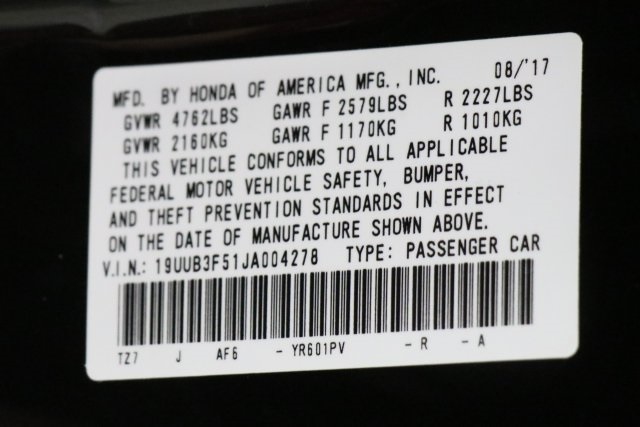 MFD. BY HONDA OF AMERICA MFG., INC. 08/'17
GVWR 4762LBS GAWR F 2579LBS R 2227LBS
GVWR 2160KG GAWR F 1170KG R 1010KG
THIS VEHICLE CONFORMS TO ALL APPLICABLE
FEDERAL MOTOR VEHICLE SAFETY, BUMPER,
AND THEFT PREVENTION STANDARDS IN EFFECT
ON THE DATE OF MANUFACTURE SHOWN ABOVE.
V.I.N.: 19UUB3F51JA004278 TYPE: PASSENGER CAR
TZ7 J AF6 - YR601PV - R - A